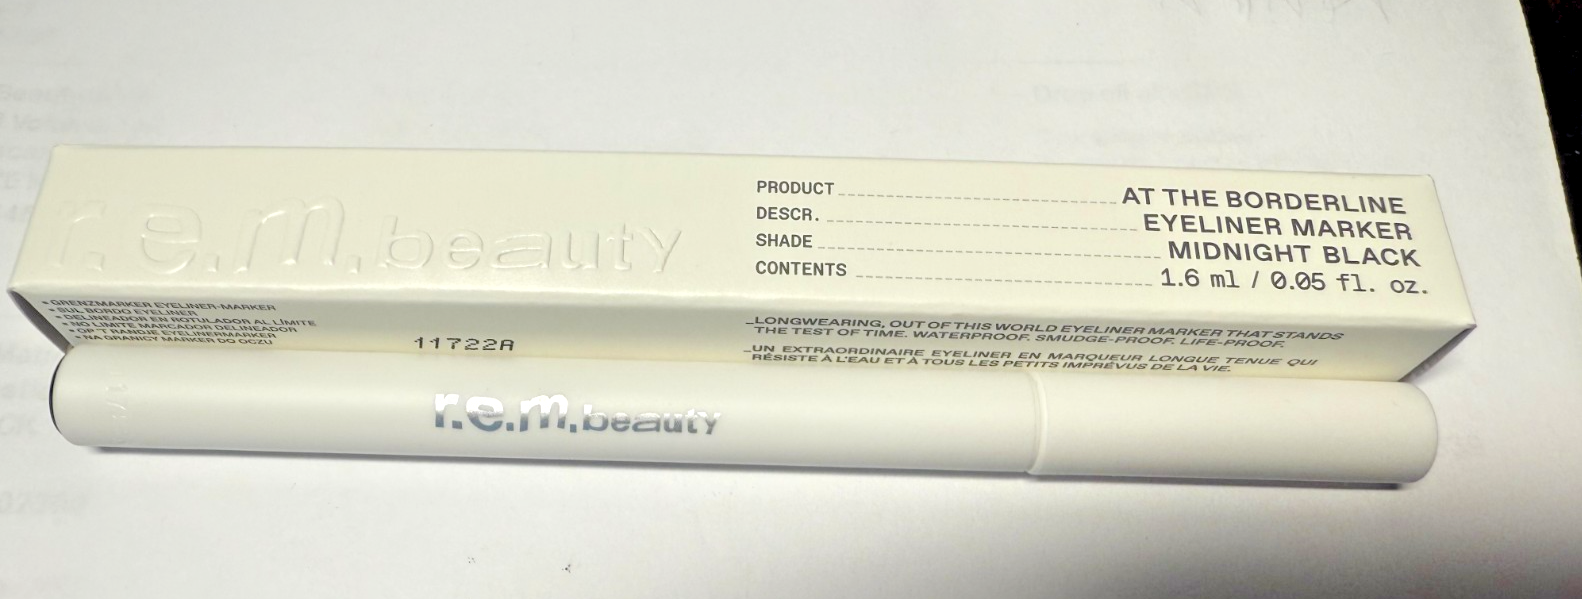 r.e.m.beauty
PRODUCT AT THE BORDERLINE
DESCR. EYELINER MARKER
SHADE MIDNIGHT BLACK
CONTENTS 1.6 ml / 0.05 fl. oz.
• GRENZMARKER EYELINER-MARKER
• SUL BORDO EYELINER
• DELINEADOR EN ROTULADOR AL LÍMITE
• NO LIMITE MARCADOR DELINEADOR
• OP 'T RANDJE EYELINERMARKER
• NA GRANICY MARKER DO OCZU
11722A
_LONGWEARING, OUT OF THIS WORLD EYELINER MARKER THAT STANDS
THE TEST OF TIME. WATERPROOF. SMUDGE-PROOF. LIFE-PROOF.
_UN EXTRAORDINAIRE EYELINER EN MARQUEUR LONGUE TENUE QUI
RÉSISTE À L'EAU ET À TOUS LES PETITS IMPRÉVUS DE LA VIE.
r.e.m.beauty